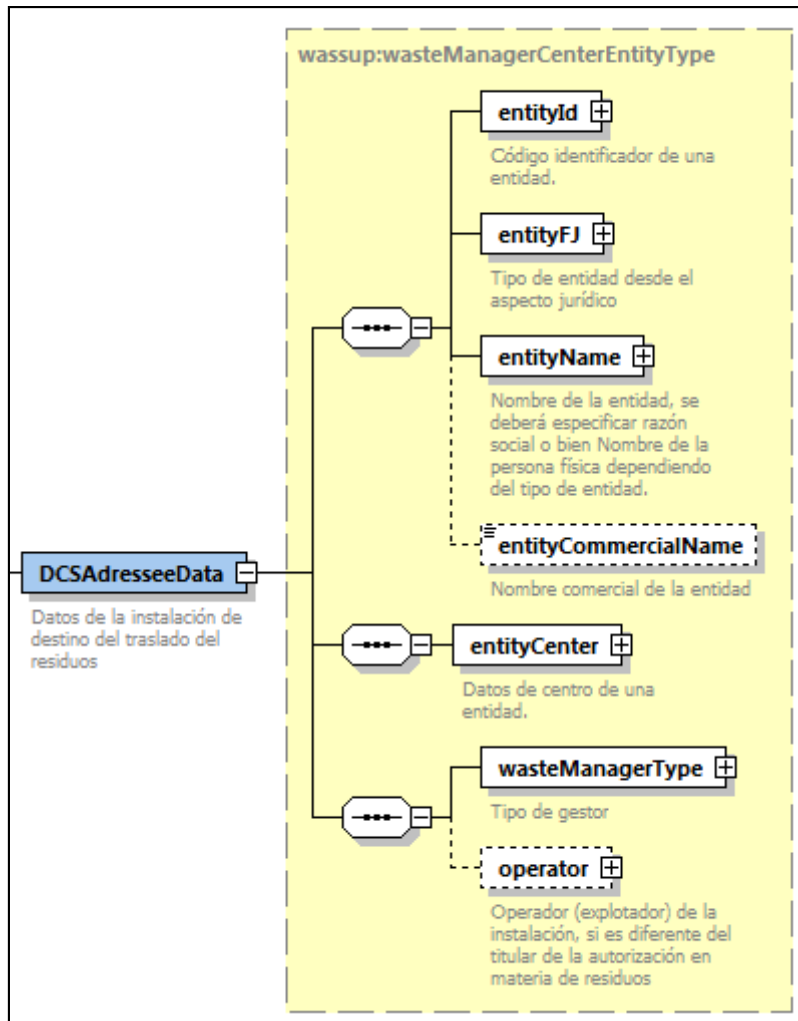 wassup:wasteManagerCenterEntityType
entityId
Código identificador de una
entidad.
entityFJ
Tipo de entidad desde el
aspecto jurídico
entityName
Nombre de la entidad, se
deberá especificar razón
social o bien Nombre de la
persona física dependiendo
del tipo de entidad.
entityCommercialName
Nombre comercial de la entidad
DCSAdresseeData
Datos de la instalación de
destino del traslado del
residuos
entityCenter
Datos de centro de una
entidad.
wasteManagerType
Tipo de gestor
operator
Operador (explotador) de la
instalación, si es diferente del
titular de la autorización en
materia de residuos